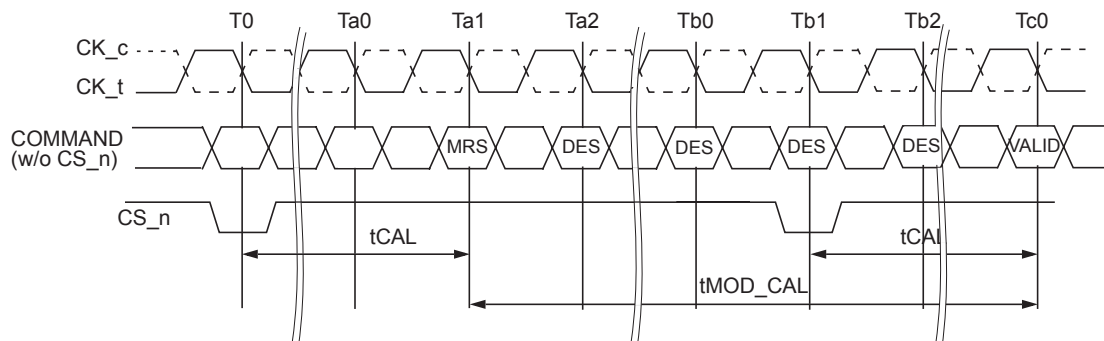 T0 Ta0 Ta1 Ta2 Tb0 Tb1 Tb2 Tc0
CK_c
CK_t
COMMAND
(w/o CS_n)
MRS DES DES DES DES VALID
CS_n
tCAL tCAL
tMOD_CAL